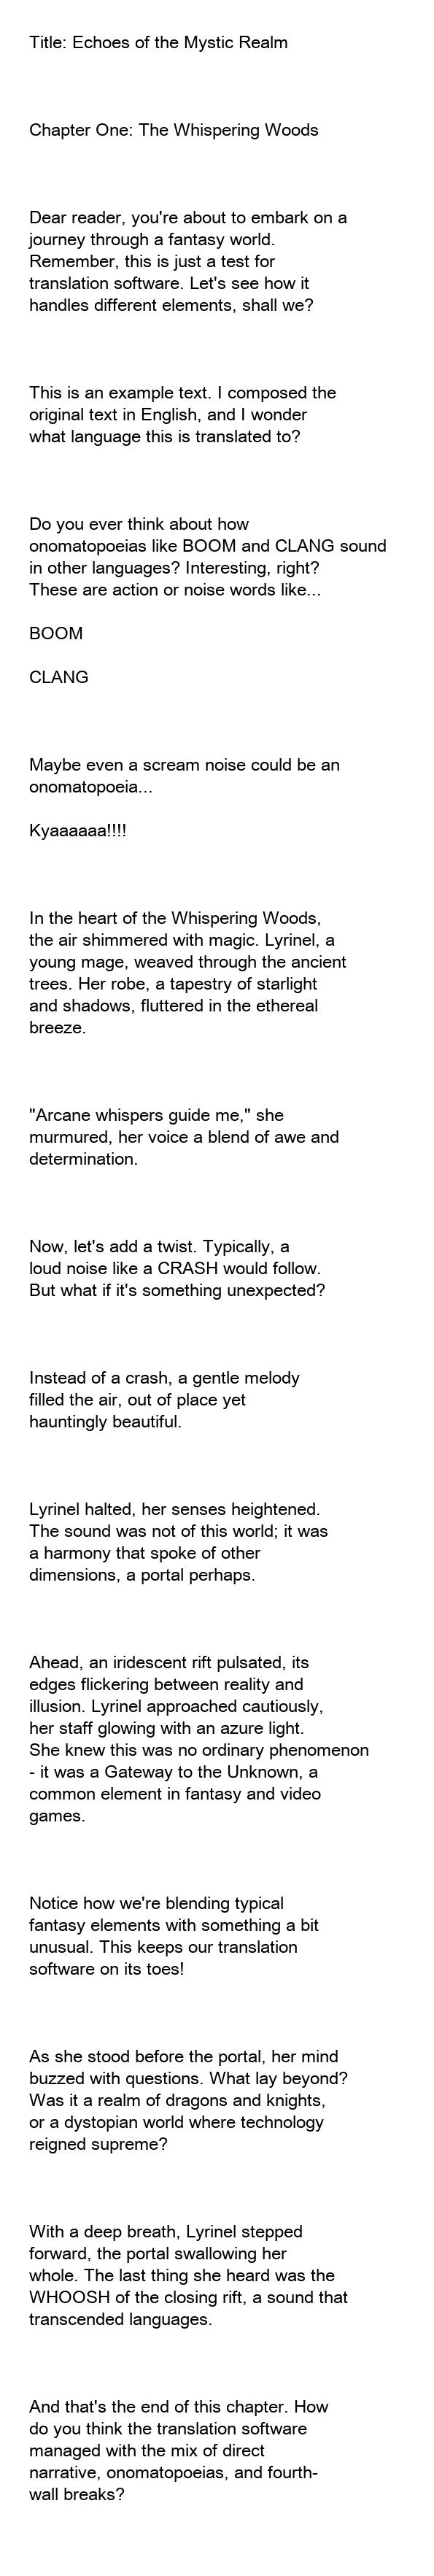 Title: Echoes of the Mystic Realm
Chapter One: The Whispering Woods
Dear reader, you're about to embark on a
journey through a fantasy world.
Remember, this is just a test for
translation software. Let's see how it
handles different elements, shall we?
This is an example text. I composed the
original text in English, and I wonder
what language this is translated to?
Do you ever think about how
onomatopoeias like BOOM and CLANG sound
in other languages? Interesting, right?
These are action or noise words like...
BOOM
CLANG
Maybe even a scream noise could be an
onomatopoeia...
Kyaaaaaa!!!!
In the heart of the Whispering Woods,
the air shimmered with magic. Lyrinel, a
young mage, weaved through the ancient
trees. Her robe, a tapestry of starlight
and shadows, fluttered in the ethereal
breeze.
"Arcane whispers guide me," she
murmured, her voice a blend of awe and
determination.
Now, let's add a twist. Typically, a
loud noise like a CRASH would follow.
But what if it's something unexpected?
Instead of a crash, a gentle melody
filled the air, out of place yet
hauntingly beautiful.
Lyrinel halted, her senses heightened.
The sound was not of this world; it was
a harmony that spoke of other
dimensions, a portal perhaps.
Ahead, an iridescent rift pulsated, its
edges flickering between reality and
illusion. Lyrinel approached cautiously,
her staff glowing with an azure light.
She knew this was no ordinary phenomenon
- it was a Gateway to the Unknown, a
common element in fantasy and video
games.
Notice how we're blending typical
fantasy elements with something a bit
unusual. This keeps our translation
software on its toes!
As she stood before the portal, her mind
buzzed with questions. What lay beyond?
Was it a realm of dragons and knights,
or a dystopian world where technology
reigned supreme?
With a deep breath, Lyrinel stepped
forward, the portal swallowing her
whole. The last thing she heard was the
WHOOSH of the closing rift, a sound that
transcended languages.
And that's the end of this chapter. How
do you think the translation software
managed with the mix of direct
narrative, onomatopoeias, and fourth-
wall breaks?